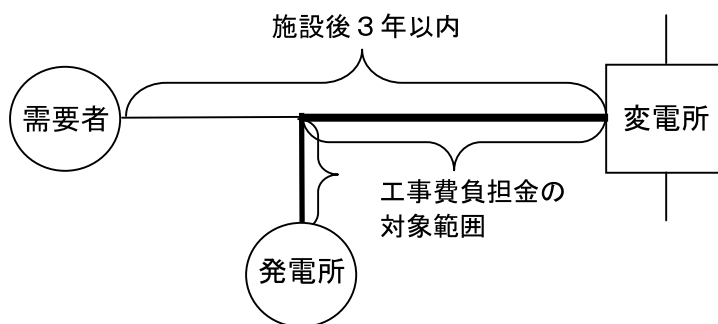 施設後３年以内
需要者
変電所
工事費負担金の
対象範囲
発電所